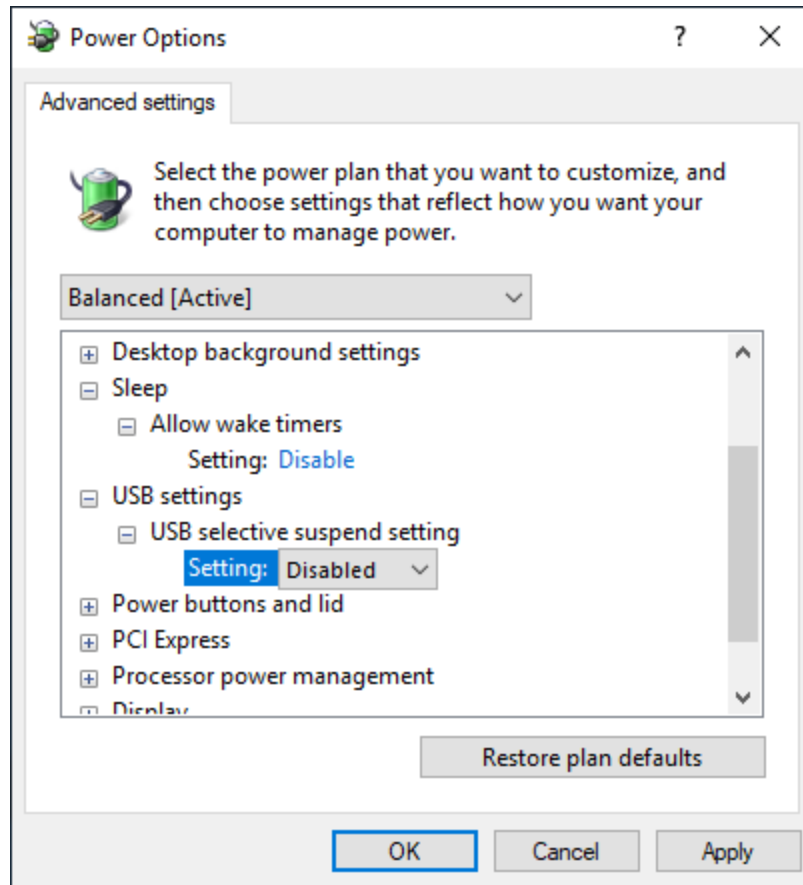 Power Options
?
Advanced settings
Select the power plan that you want to customize, and
then choose settings that reflect how you want your
computer to manage power.
Balanced [Active]
Desktop background settings
Sleep
Allow wake timers
Setting: Disable
USB settings
USB selective suspend setting
Setting: Disabled
Power buttons and lid
PCI Express
Processor power management
Display
Restore plan defaults
OK Cancel Apply